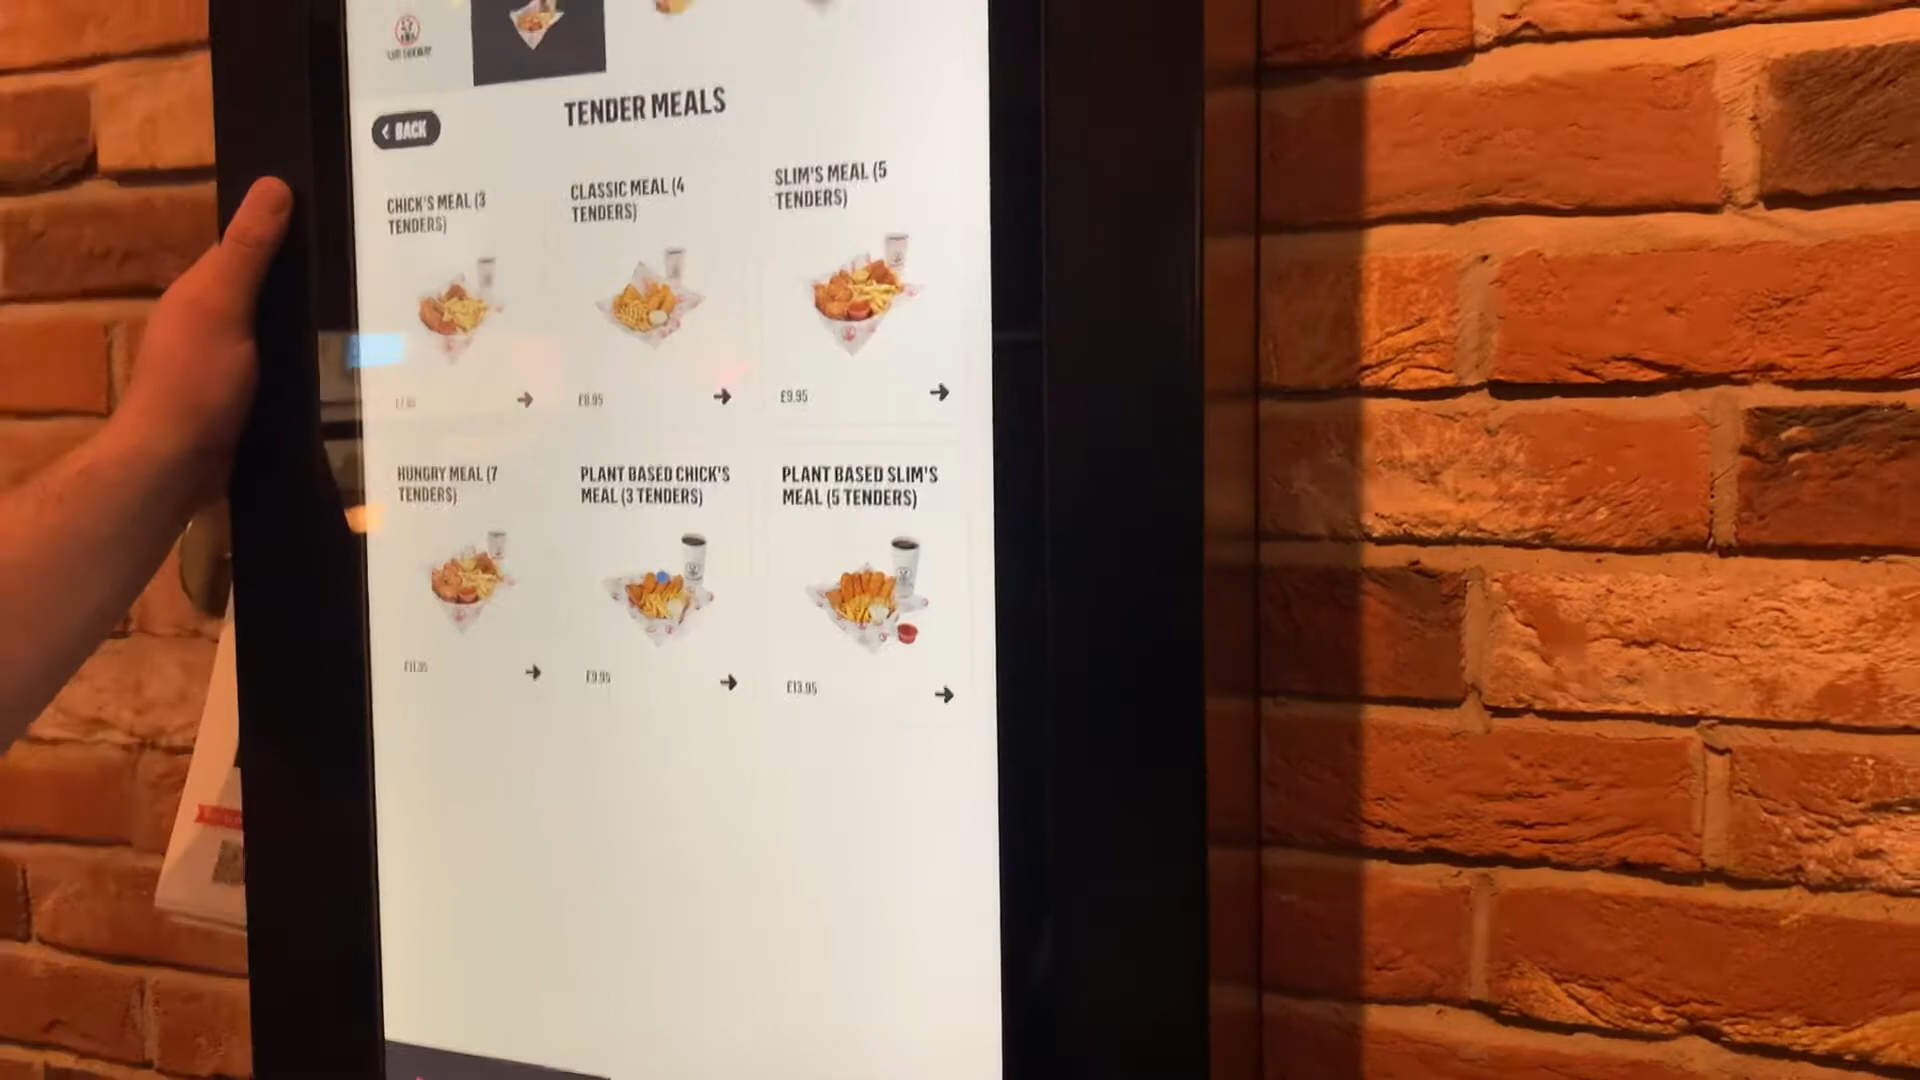 BACK
TENDER MEALS
CHICK'S MEAL (3
TENDERS)
CLASSIC MEAL (4
TENDERS)
SLIM'S MEAL (5
TENDERS)
£8.95
£9.95
HUNGRY MEAL (7
TENDERS)
PLANT BASED CHICK'S
MEAL (3 TENDERS)
PLANT BASED SLIM'S
MEAL (5 TENDERS)
£11.95
£9.95
£13.95